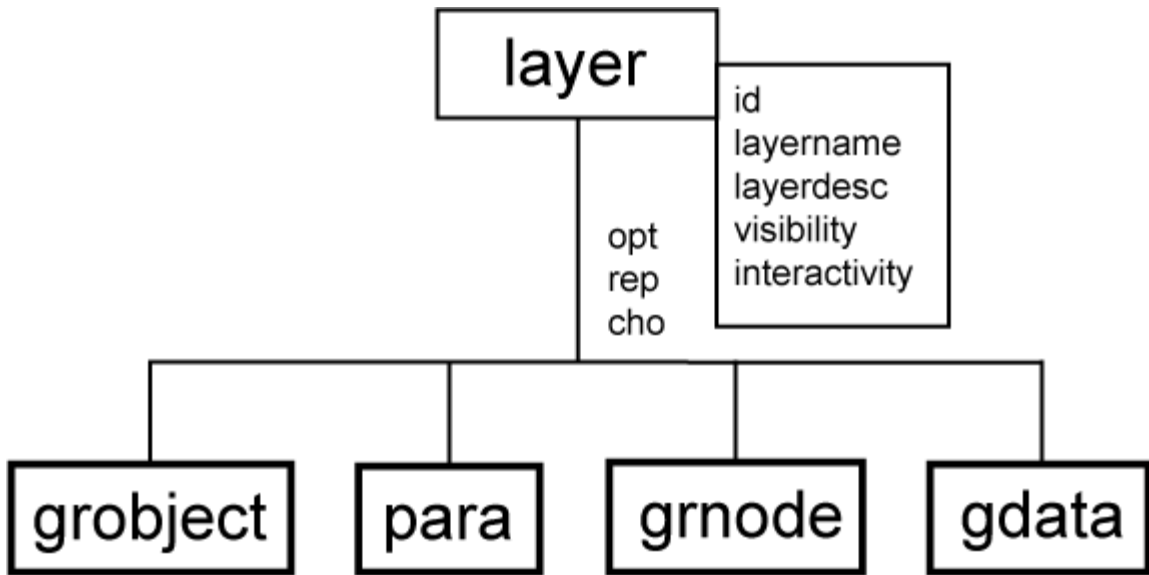 layer
id
layername
layerdesc
visibility
interactivity
opt
rep
cho
grobject
para
grnode
gdata